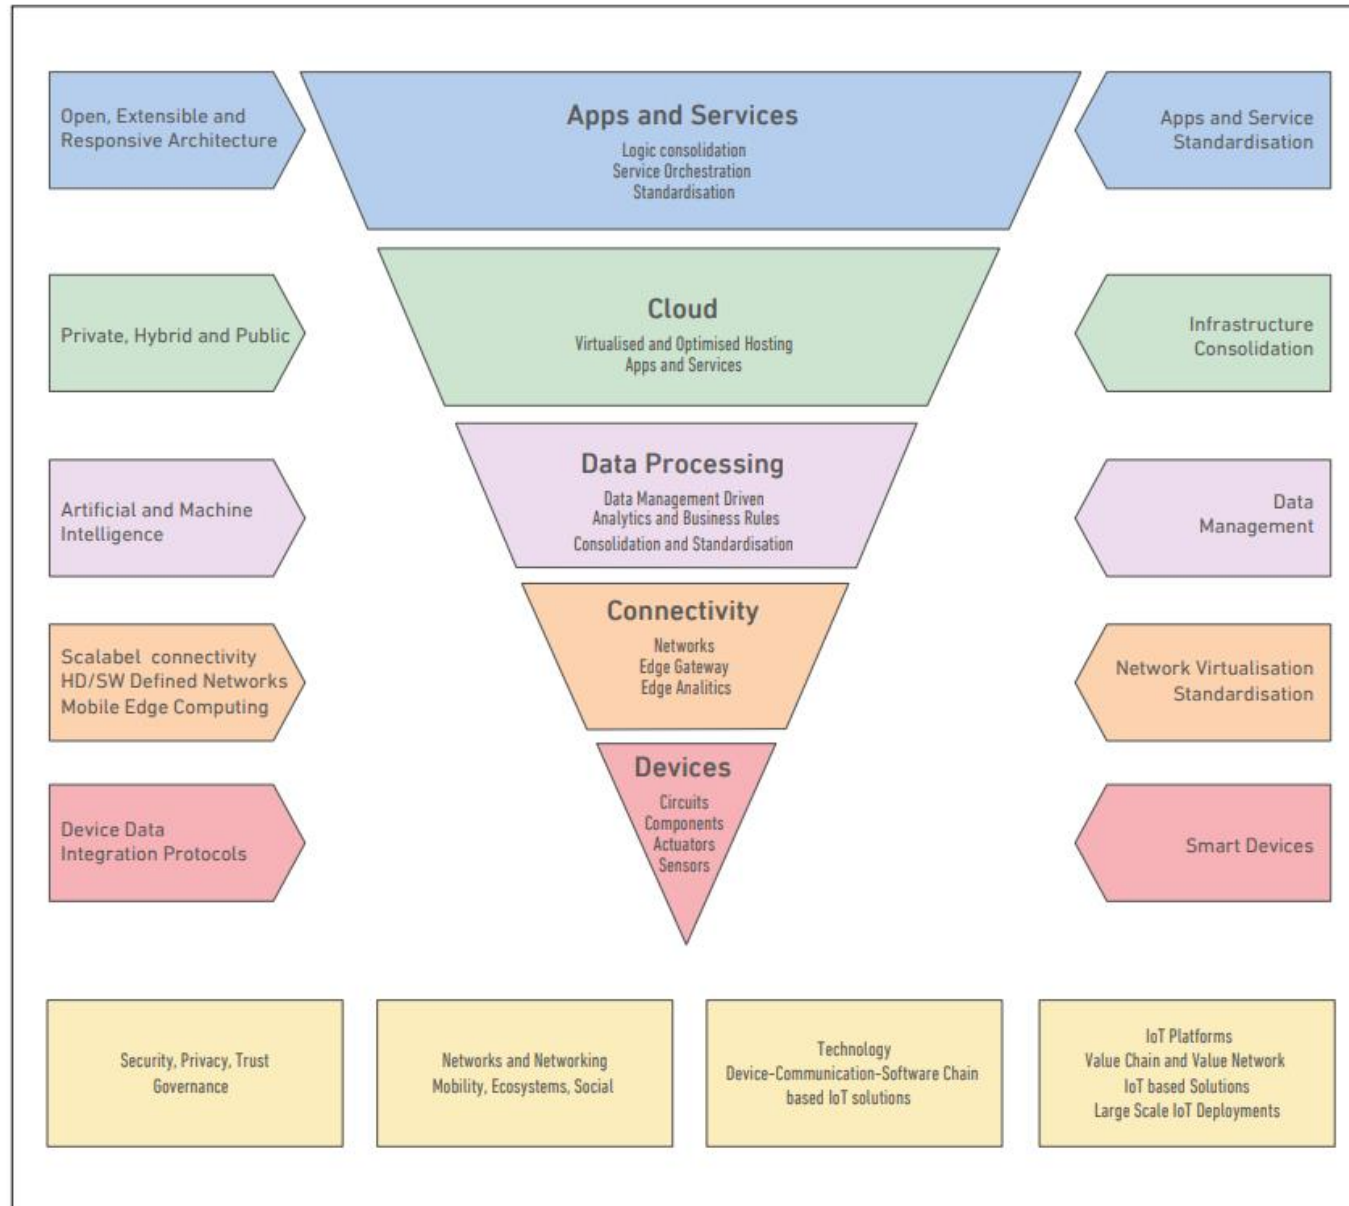 Open, Extensible and
Responsive Architecture
Apps and Services
Logic consolidation
Service Orchestration
Standardisation
Apps and Service
Standardisation
Private, Hybrid and Public
Cloud
Virtualised and Optimised Hosting
Apps and Services
Infrastructure
Consolidation
Artificial and Machine
Intelligence
Data Processing
Data Management Driven
Analytics and Business Rules
Consolidation and Standardisation
Data
Management
Scalabel connectivity
HD/SW Defined Networks
Mobile Edge Computing
Connectivity
Networks
Edge Gateway
Edge Analitics
Network Virtualisation
Standardisation
Device Data
Integration Protocols
Devices
Circuits
Components
Actuators
Sensors
Smart Devices
Security, Privacy, Trust
Governance
Networks and Networking
Mobility, Ecosystems, Social
Technology
Device-Communication-Software Chain
based IoT solutions
IoT Platforms
Value Chain and Value Network
IoT based Solutions
Large Scale IoT Deployments